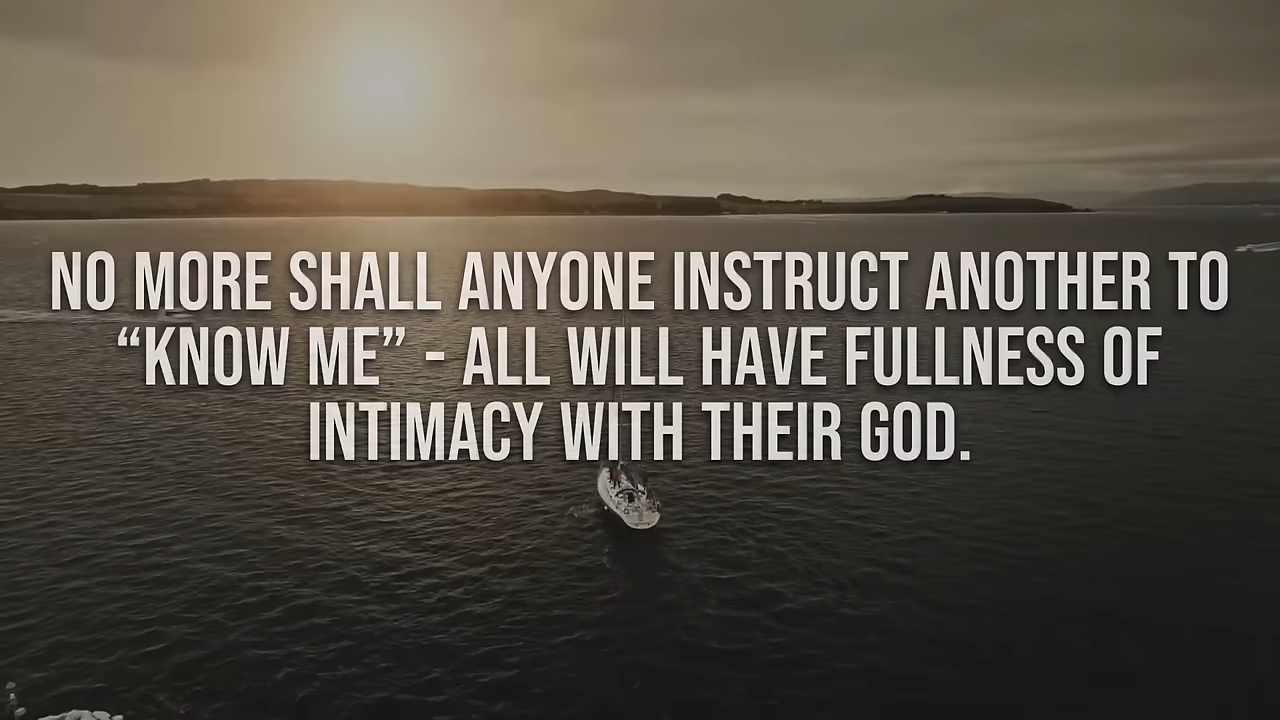 NO MORE SHALL ANYONE INSTRUCT ANOTHER TO
“KNOW ME” - ALL WILL HAVE FULLNESS OF
INTIMACY WITH THEIR GOD.